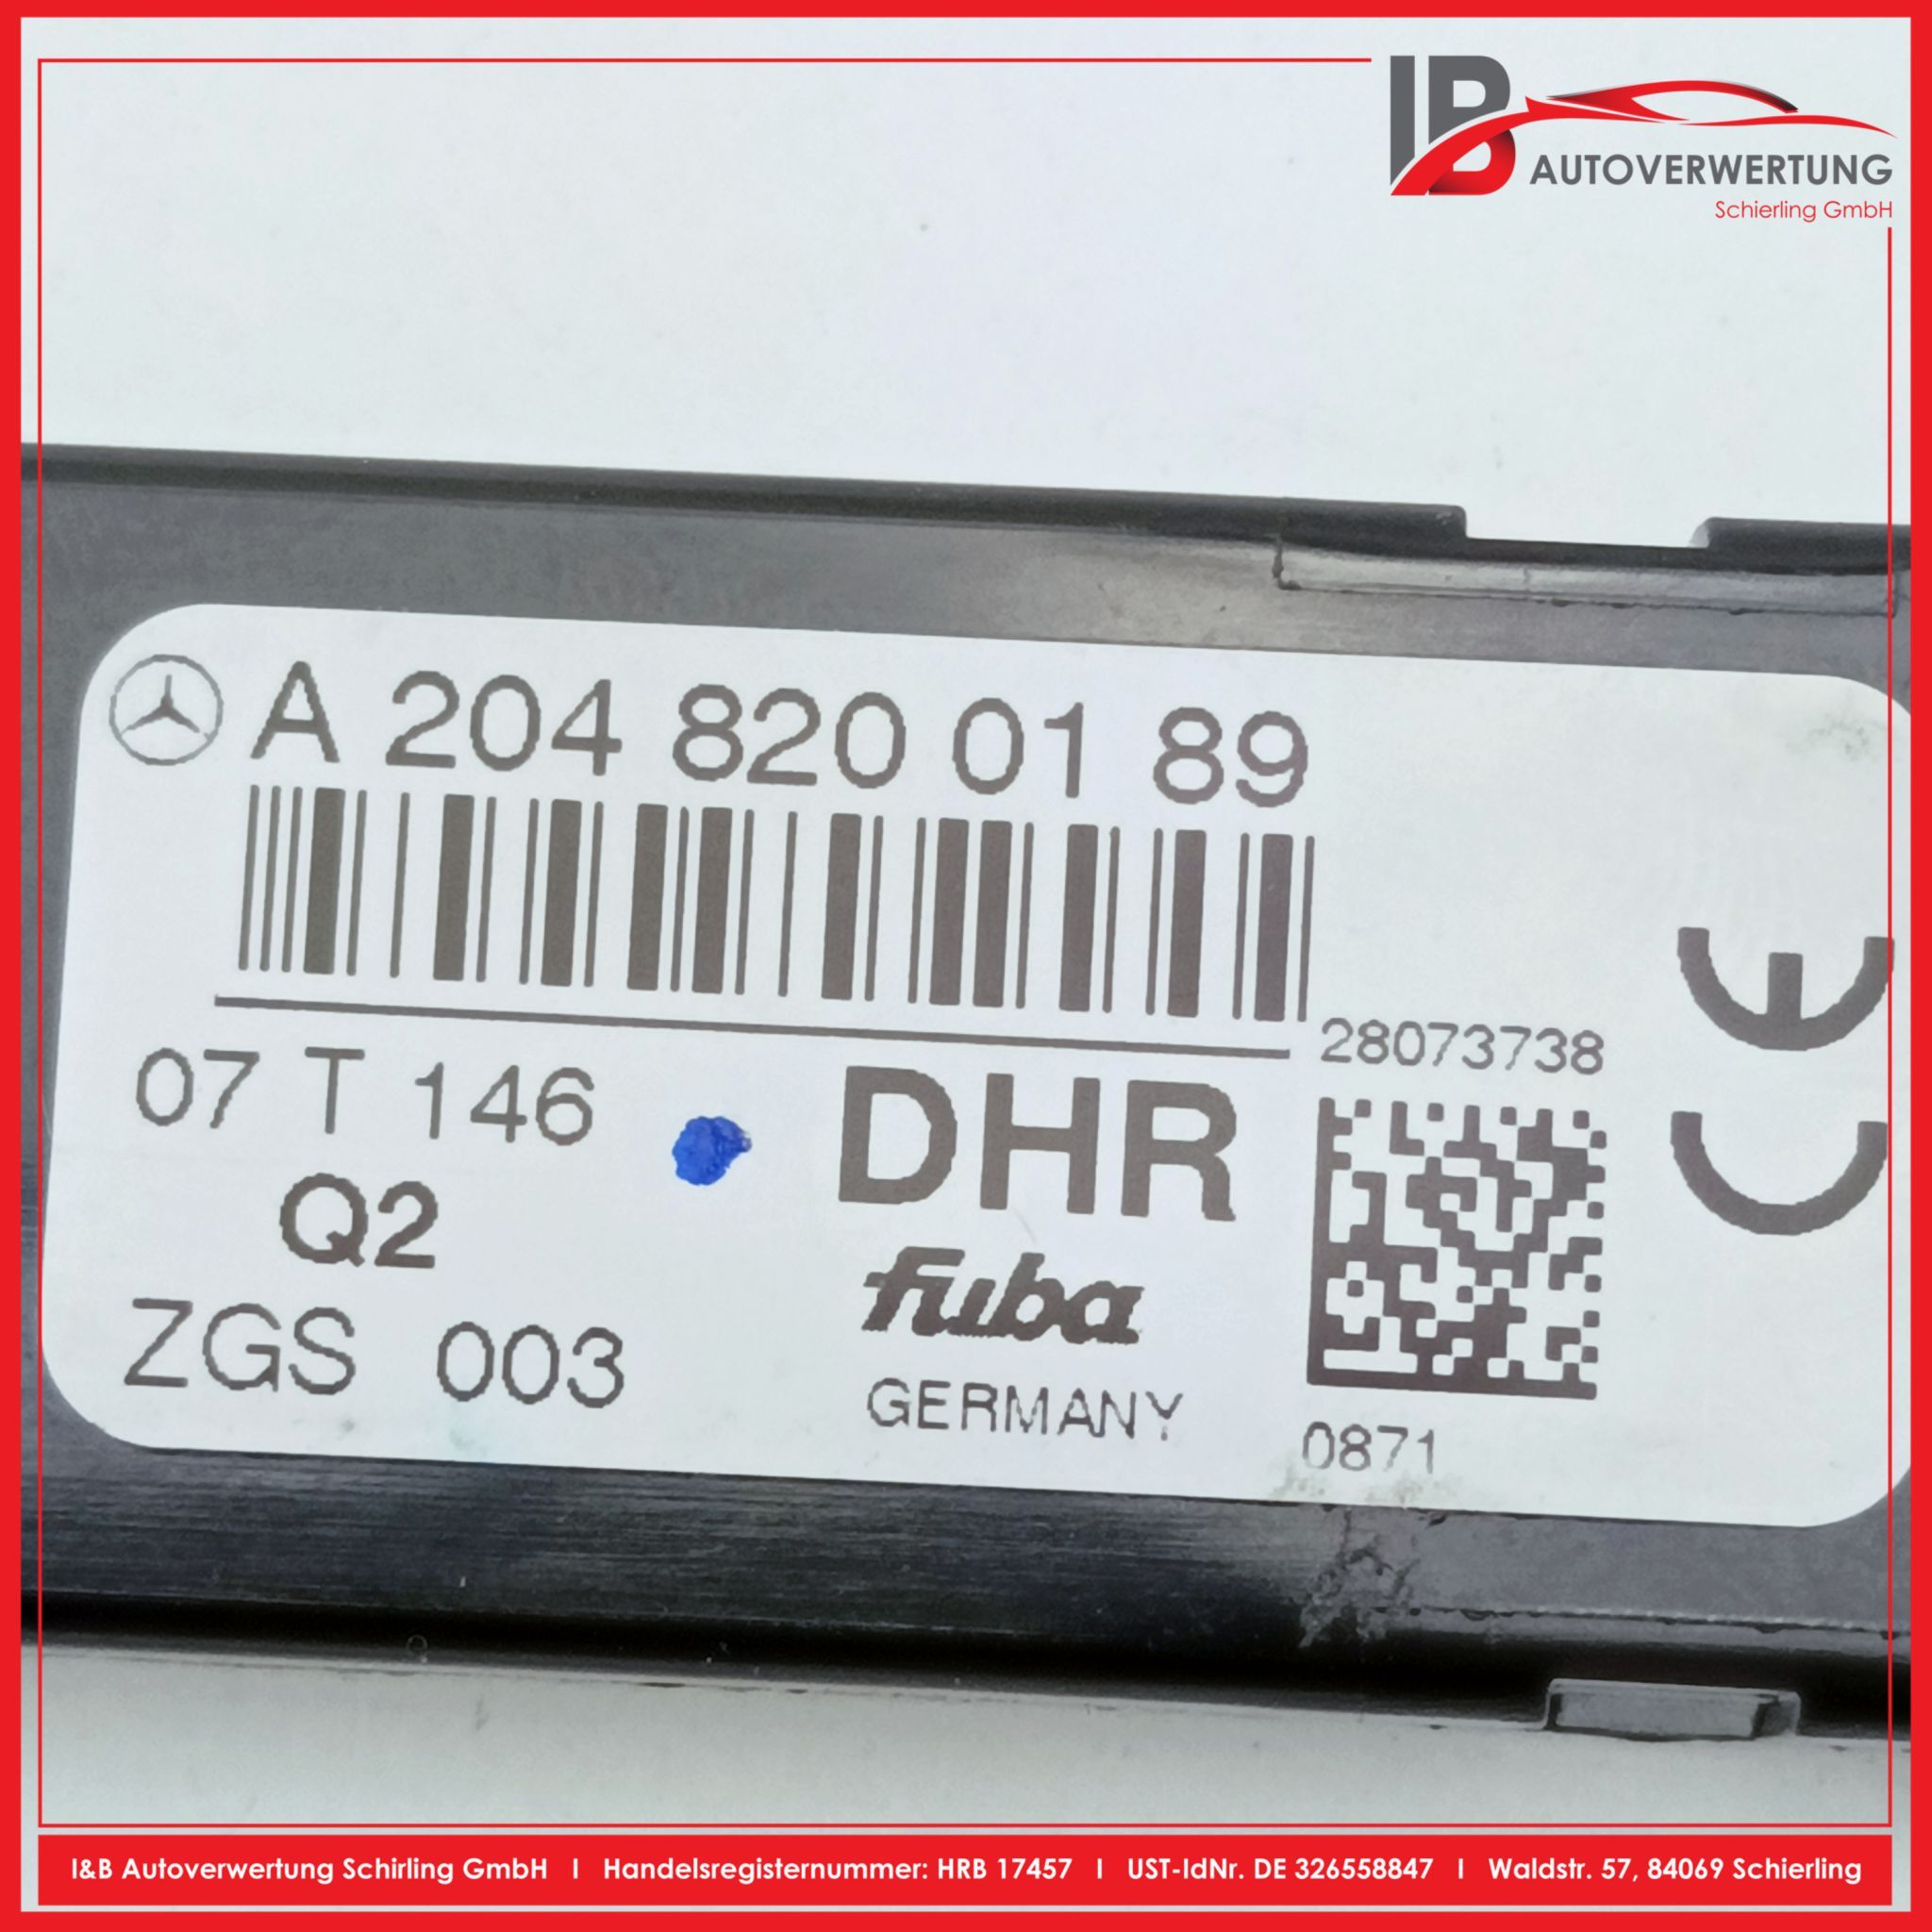 IB AUTOVERWERTUNG
Schierling GmbH
A 204 820 01 89
28073738
07 T 146
DHR
Q2
fuba
ZGS 003
GERMANY
0871
CE
I&B Autoverwertung Schirling GmbH I Handelsregisternummer: HRB 17457 I UST-IdNr. DE 326558847 I Waldstr. 57, 84069 Schierling